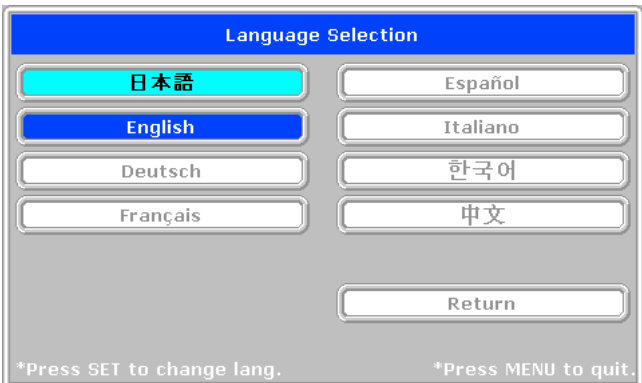 Language Selection
日本語
Español
English
Italiano
Deutsch
한국어
Français
中文
Return
*Press SET to change lang.
*Press MENU to quit.